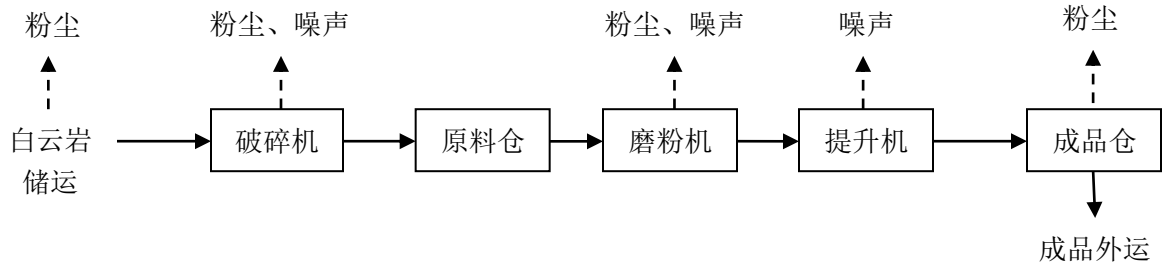 粉尘
粉尘、噪声
粉尘、噪声
噪声
粉尘
白云岩
储运
破碎机
原料仓
磨粉机
提升机
成品仓
成品外运